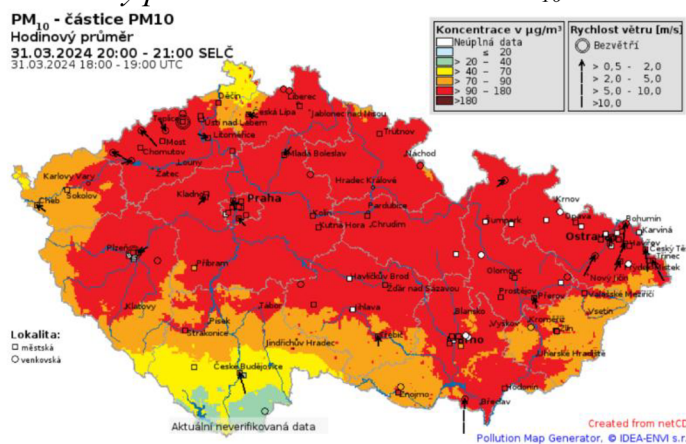 PM10 - částice PM10
Hodinový průměr
31.03.2024 20:00 - 21:00 SELČ
31.03.2024 18:00 - 19:00 UTC
Koncentrace v µg/m³
Neúplná data
≤ 20
> 20 - 40
> 40 - 70
> 70 - 90
> 90 - 180
>180
Rychlost větru [m/s]
Bezvětří
> 0,5 - 2,0
> 2,0 - 5,0
> 5,0 - 10,0
>10,0
Děčín
Liberec
Teplice
Ústí nad Labem
Česká Lípa
Jablonec nad Nisou
Most
Litoměřice
Trutnov
Chomutov
Louny
Mladá Boleslav
Náchod
Žatec
Karlovy Vary
Sokolov
Cheb
Hradec Králové
Kladno
Praha
Kolín
Pardubice
Kutná Hora
Chrudim
Šumperk
Krnov
Opava
Bohumín
Karviná
Ostrava
Havířov
Český Tě
Třinec
Plzeň
Příbram
Havlíčkův Brod
Žďár nad Sázavou
Olomouc
Nový Jičín
Prostějov
Přerov
Valašské Meziříčí
Klatovy
Tábor
Jihlava
Blansko
Vyškov
Kroměříž
Vsetín
Zlín
Písek
Strakonice
Jindřichův Hradec
Třebíč
Brno
Uherské Hradiště
České Budějovice
Znojmo
Hodonín
Břeclav
Lokalita:
městská
venkovská
Aktuální neverifikovaná data
Created from netCD
Pollution Map Generator, © IDEA-ENVI s.r.